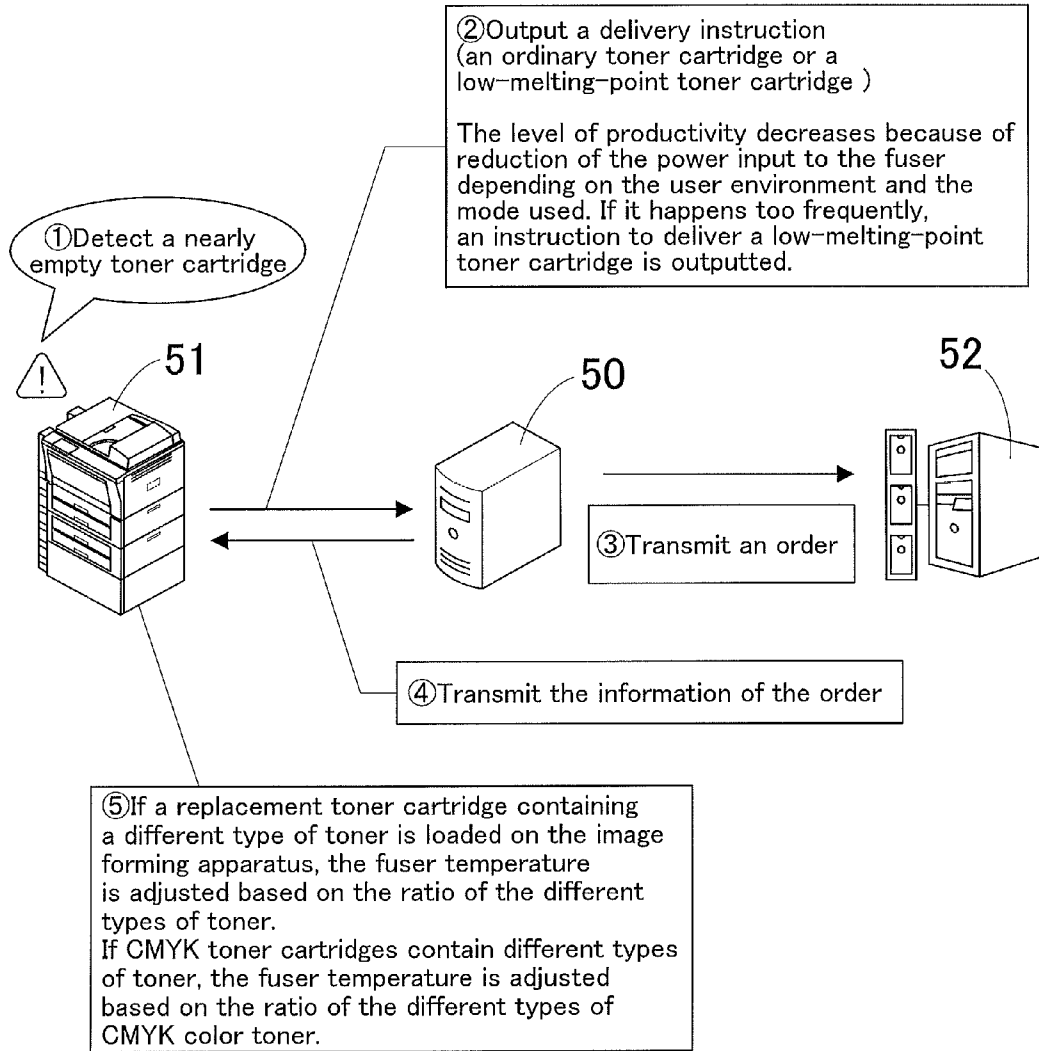 ②Output a delivery instruction
(an ordinary toner cartridge or a
low-melting-point toner cartridge )
The level of productivity decreases because of
reduction of the power input to the fuser
depending on the user environment and the
mode used. If it happens too frequently,
an instruction to deliver a low-melting-point
toner cartridge is outputted.
①Detect a nearly
empty toner cartridge
!
51
50
52
③Transmit an order
④Transmit the information of the order
⑤If a replacement toner cartridge containing
a different type of toner is loaded on the image
forming apparatus, the fuser temperature
is adjusted based on the ratio of the different
types of toner.
If CMYK toner cartridges contain different types
of toner, the fuser temperature is adjusted
based on the ratio of the different types of
CMYK color toner.